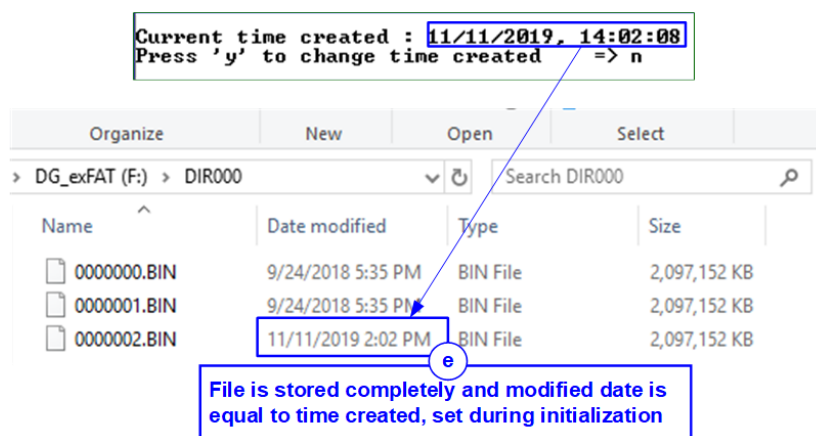 Current time created : 11/11/2019, 14:02:08
Press 'y' to change time created => n
Organize New Open Select
> DG_exFAT (F:) > DIR000 Search DIR000
Name Date modified Type Size
0000000.BIN 9/24/2018 5:35 PM BIN File 2,097,152 KB
0000001.BIN 9/24/2018 5:35 PM BIN File 2,097,152 KB
0000002.BIN 11/11/2019 2:02 PM BIN File 2,097,152 KB
e
File is stored completely and modified date is
equal to time created, set during initialization